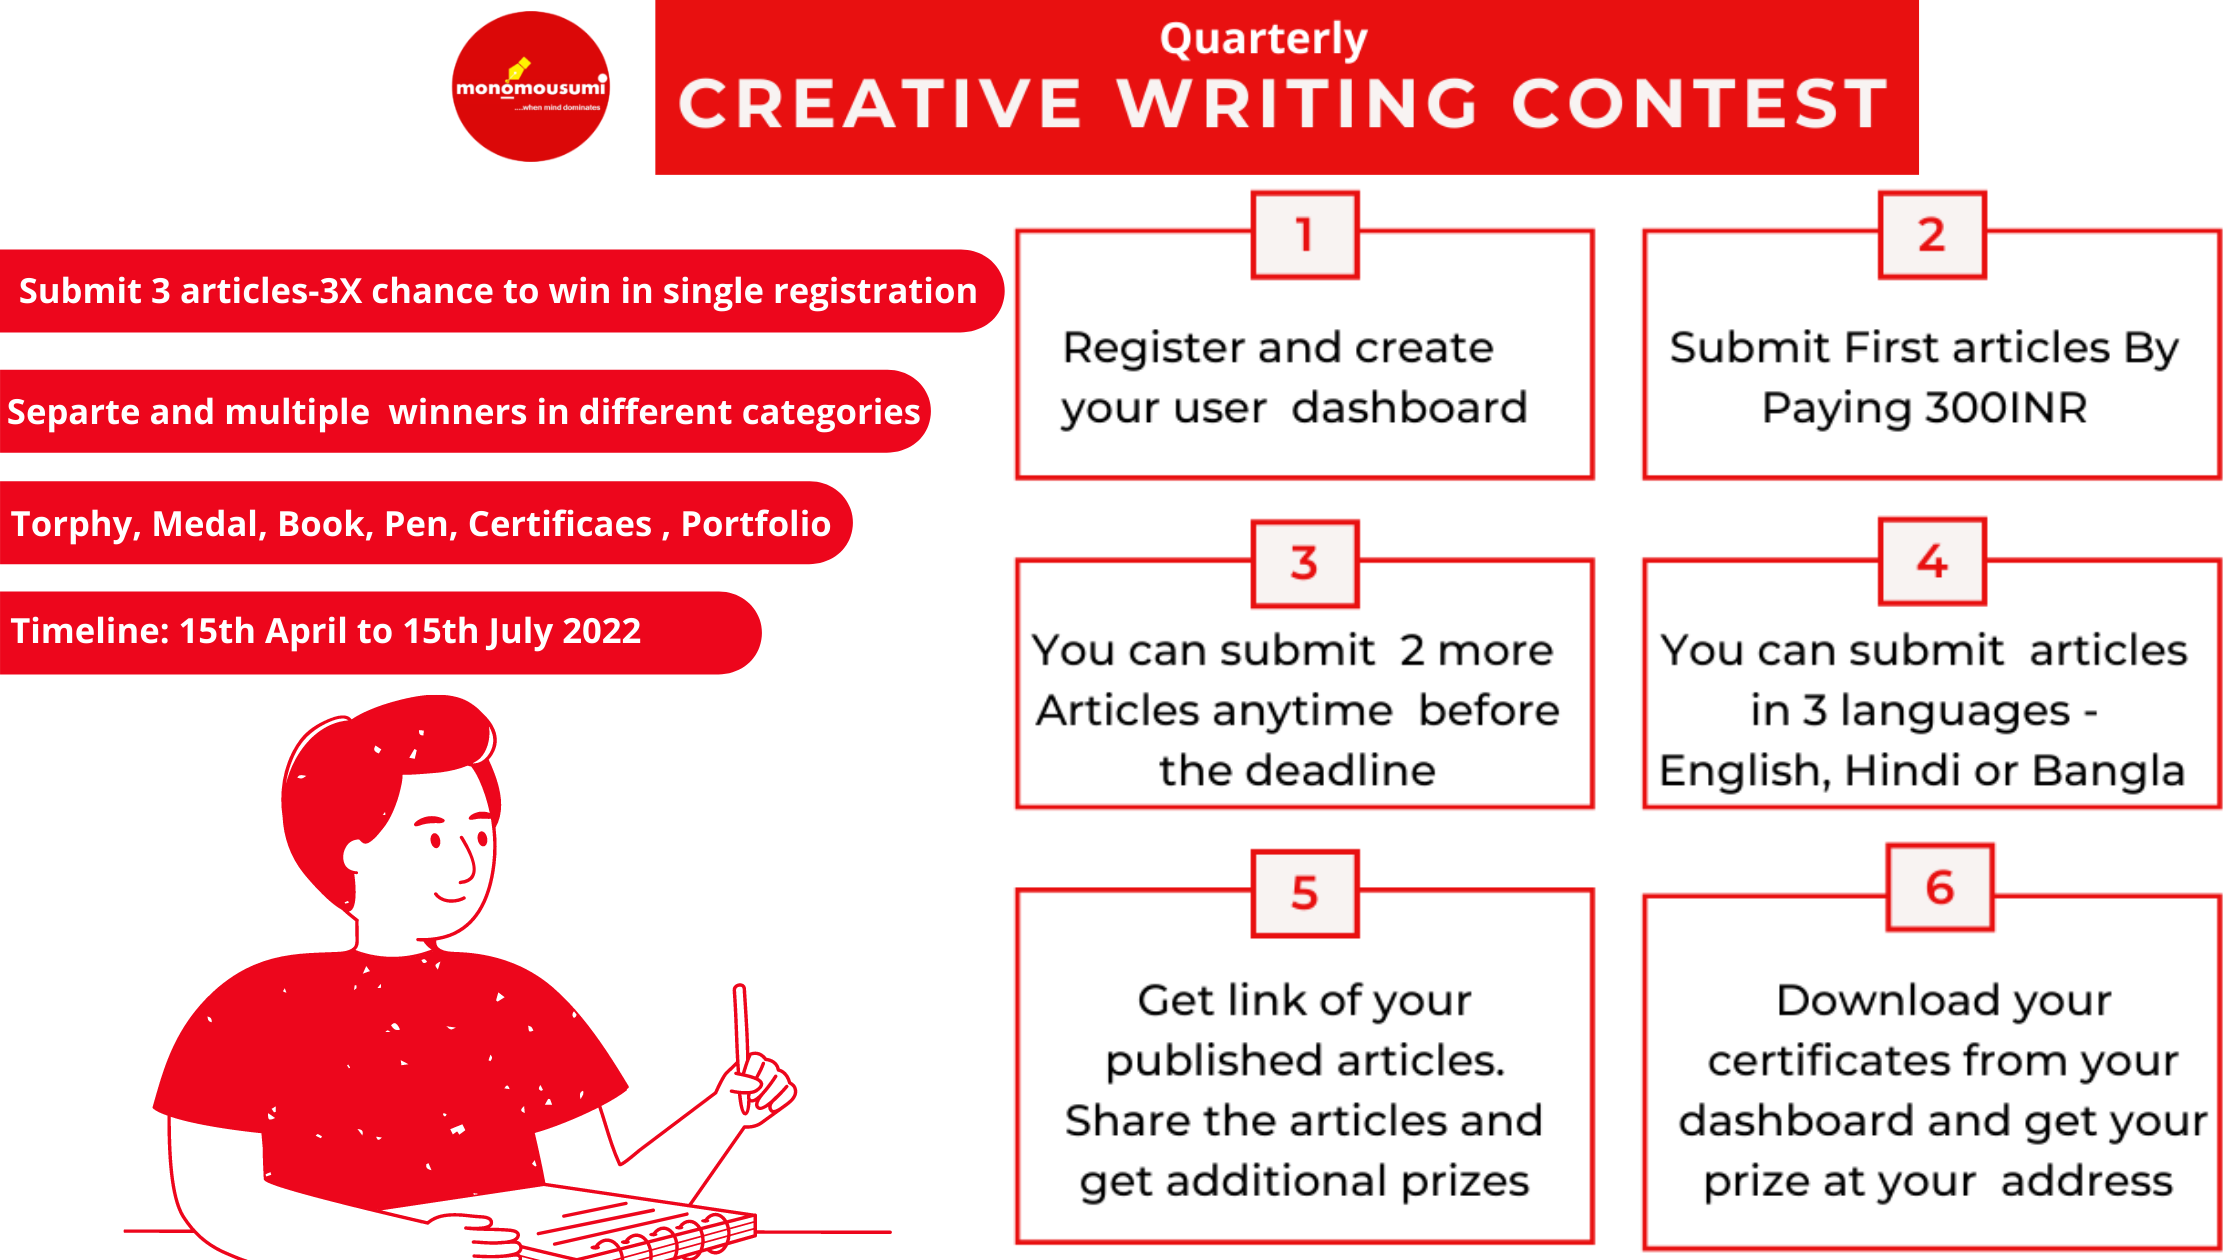 monomousumi
....when mind dominates
Quarterly
CREATIVE WRITING CONTEST
Submit 3 articles-3X chance to win in single registration
Separte and multiple winners in different categories
Torphy, Medal, Book, Pen, Certificaes , Portfolio
Timeline: 15th April to 15th July 2022
1
Register and create
your user dashboard
2
Submit First articles By
Paying 300INR
3
You can submit 2 more
Articles anytime before
the deadline
4
You can submit articles
in 3 languages -
English, Hindi or Bangla
5
Get link of your
published articles.
Share the articles and
get additional prizes
6
Download your
certificates from your
dashboard and get your
prize at your address